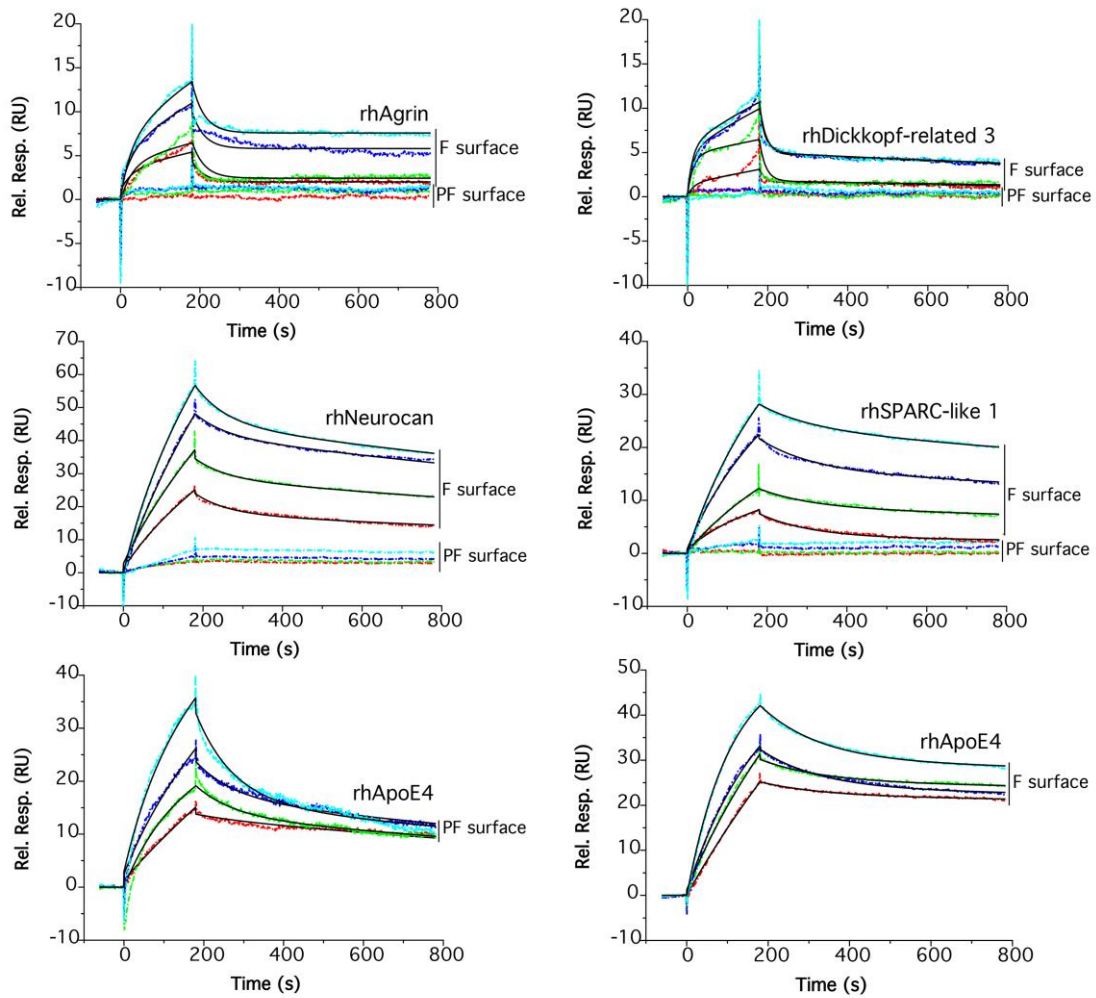 20
15
10
5
0
-5
-10
0 200 400 600 800
Rel. Resp. (RU)
Time (s)
rhAgrin
F surface
PF surface
20
15
10
5
0
-5
-10
0 200 400 600 800
Rel. Resp. (RU)
Time (s)
rhDickkopf-related 3
F surface
PF surface
70
60
50
40
30
20
10
0
-10
0 200 400 600 800
Rel. Resp. (RU)
Time (s)
rhNeurocan
F surface
PF surface
40
30
20
10
0
-10
0 200 400 600 800
Rel. Resp. (RU)
Time (s)
rhSPARC-like 1
F surface
PF surface
40
30
20
10
0
-10
0 200 400 600 800
Rel. Resp. (RU)
Time (s)
rhApoE4
PF surface
50
40
30
20
10
0
-10
0 200 400 600 800
Rel. Resp. (RU)
Time (s)
rhApoE4
F surface